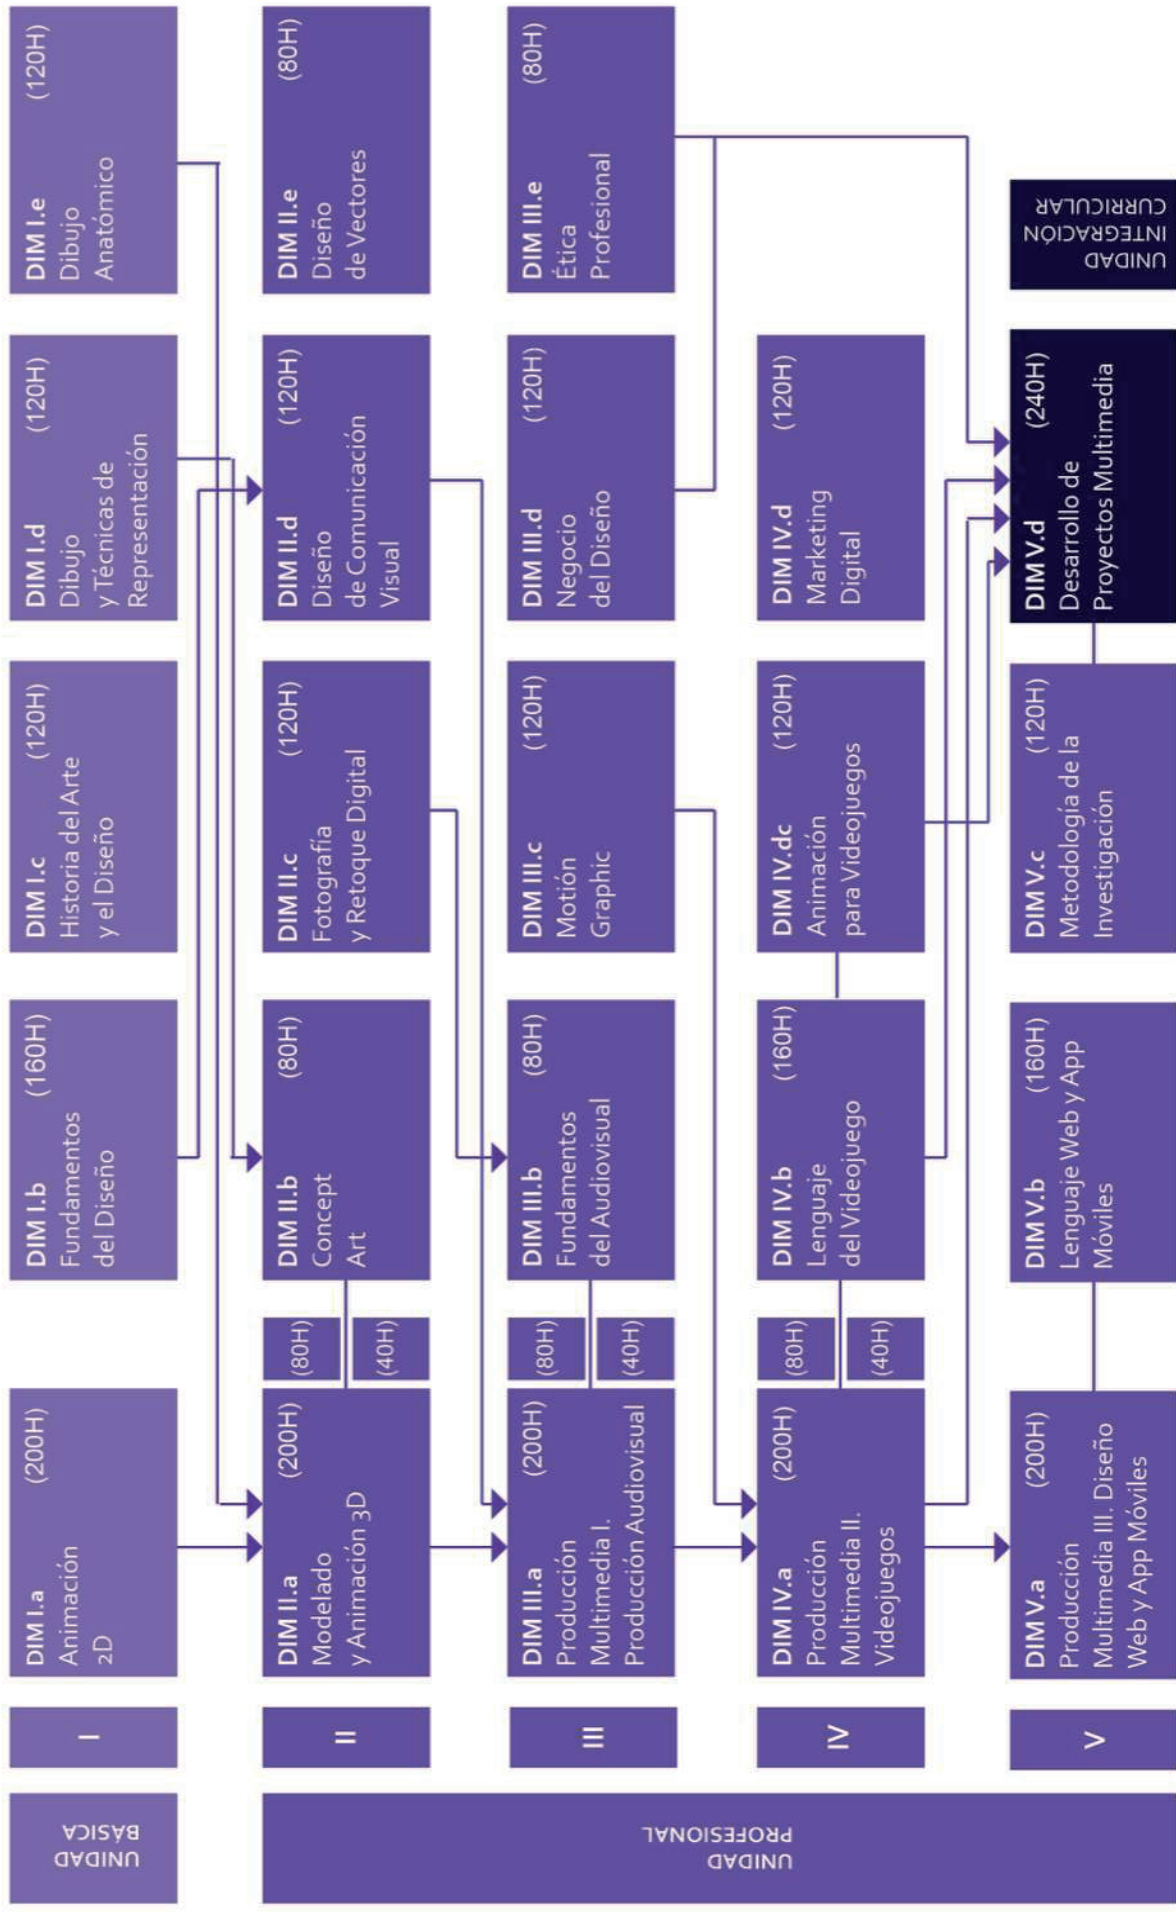 UNIDAD
BÁSICA
I
DIM I.a (200H)
Animación
2D
DIM I.b (160H)
Fundamentos
del Diseño
DIM I.c (120H)
Historia del Arte
y el Diseño
DIM I.d (120H)
Dibujo
y Técnicas de
Representación
DIM I.e (120H)
Dibujo
Anatómico
UNIDAD
PROFESIONAL
II
DIM II.a (200H)
Modelado
y Animación 3D
(80H)
(40H)
DIM II.b (80H)
Concept
Art
DIM II.c (120H)
Fotografía
y Retoque Digital
DIM II.d (120H)
Diseño
de Comunicación
Visual
DIM II.e (80H)
Diseño
de Vectores
III
DIM III.a (200H)
Producción
Multimedia I.
Producción Audiovisual
(80H)
(40H)
DIM III.b (80H)
Fundamentos
del Audiovisual
DIM III.c (120H)
Motión
Graphic
DIM III.d (120H)
Negocio
del Diseño
DIM III.e (80H)
Ética
Profesional
IV
DIM IV.a (200H)
Producción
Multimedia II.
Videojuegos
(80H)
(40H)
DIM IV.b (160H)
Lenguaje
del Videojuego
DIM IV.dc (120H)
Animación
para Videojuegos
DIM IV.d (120H)
Marketing
Digital
V
DIM V.a (200H)
Producción
Multimedia III. Diseño
Web y App Móviles
DIM V.b (160H)
Lenguaje Web y App
Móviles
DIM V.c (120H)
Metodología de la
Investigación
DIM V.d (240H)
Desarrollo de
Proyectos Multimedia
UNIDAD
INTEGRACIÓN
CURRICULAR